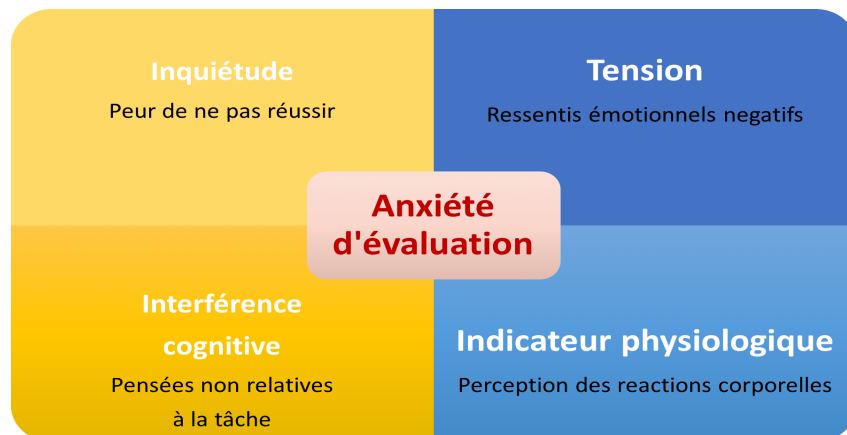 Inquiétude
Peur de ne pas réussir
Tension
Ressentis émotionnels negatifs
Anxiété
d'évaluation
Interférence
cognitive
Pensées non relatives
à la tâche
Indicateur physiologique
Perception des reactions corporelles